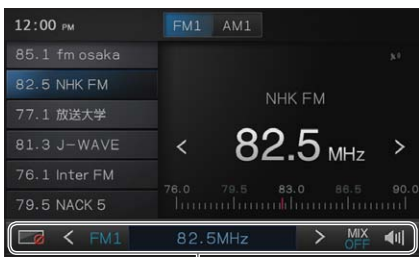 12:00 PM
FM1 AM1
85.1 fm osaka
82.5 NHK FM
77.1 放送大学
81.3 J-WAVE
76.1 Inter FM
79.5 NACK 5
NHK FM
< 82.5 MHz >
76.0 79.5 83.0 86.5 90.0
< FM1 82.5MHz > MIX OFF